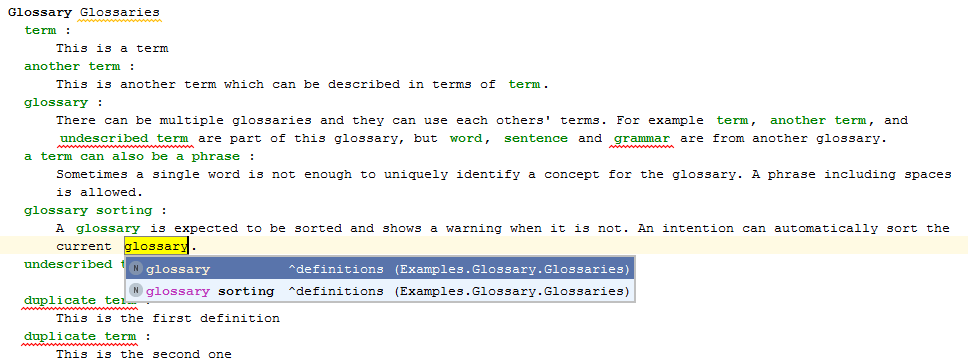 Glossary Glossaries
term :
This is a term
another term :
This is another term which can be described in terms of term.
glossary :
There can be multiple glossaries and they can use each others' terms. For example term, another term, and
undescribed term are part of this glossary, but word, sentence and grammar are from another glossary.
a term can also be a phrase :
Sometimes a single word is not enough to uniquely identify a concept for the glossary. A phrase including spaces
is allowed.
glossary sorting :
A glossary is expected to be sorted and shows a warning when it is not. An intention can automatically sort the
current glossary.
undescribed
N glossary ^definitions (Examples.Glossary.Glossaries)
N glossary sorting ^definitions (Examples.Glossary.Glossaries)
duplicate term :
This is the first definition
duplicate term :
This is the second one